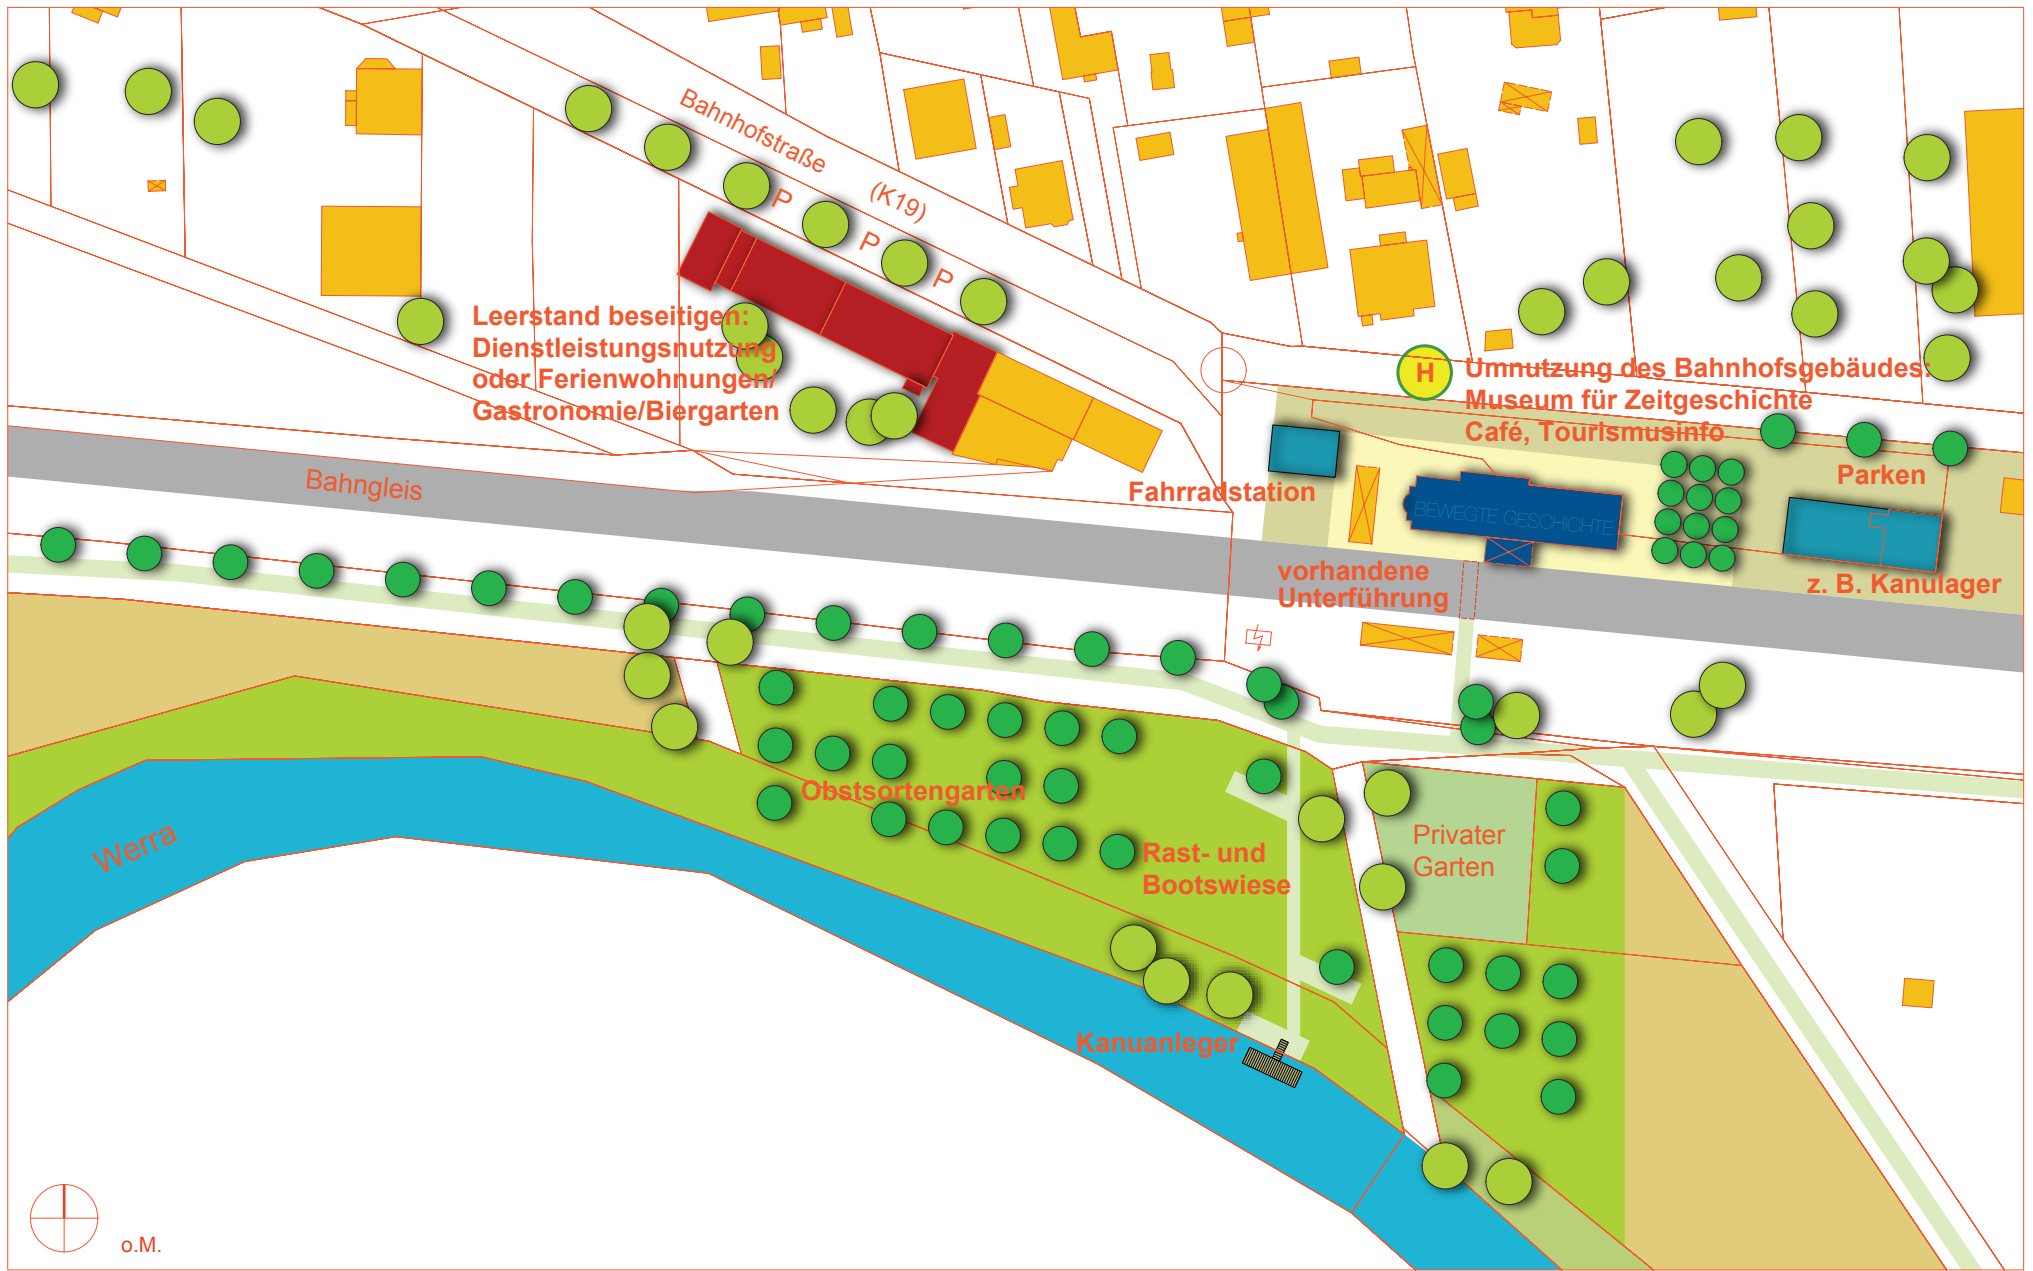 Bahnhofstraße
(K19)
P
P
P
Leerstand beseitigen:
Dienstleistungsnutzung
oder Ferienwohnungen/
Gastronomie/Biergarten
H
Umnutzung des Bahnhofsgebäudes:
Museum für Zeitgeschichte
Café, Tourismusinfo
Parken
Fahrradstation
Bahngleis
BEWEGTE GESCHICHTE
vorhandene
Unterführung
z. B. Kanulager
Obstsortengarten
Werra
Privater
Garten
Rast- und
Bootswiese
Kanuanleger
o.M.